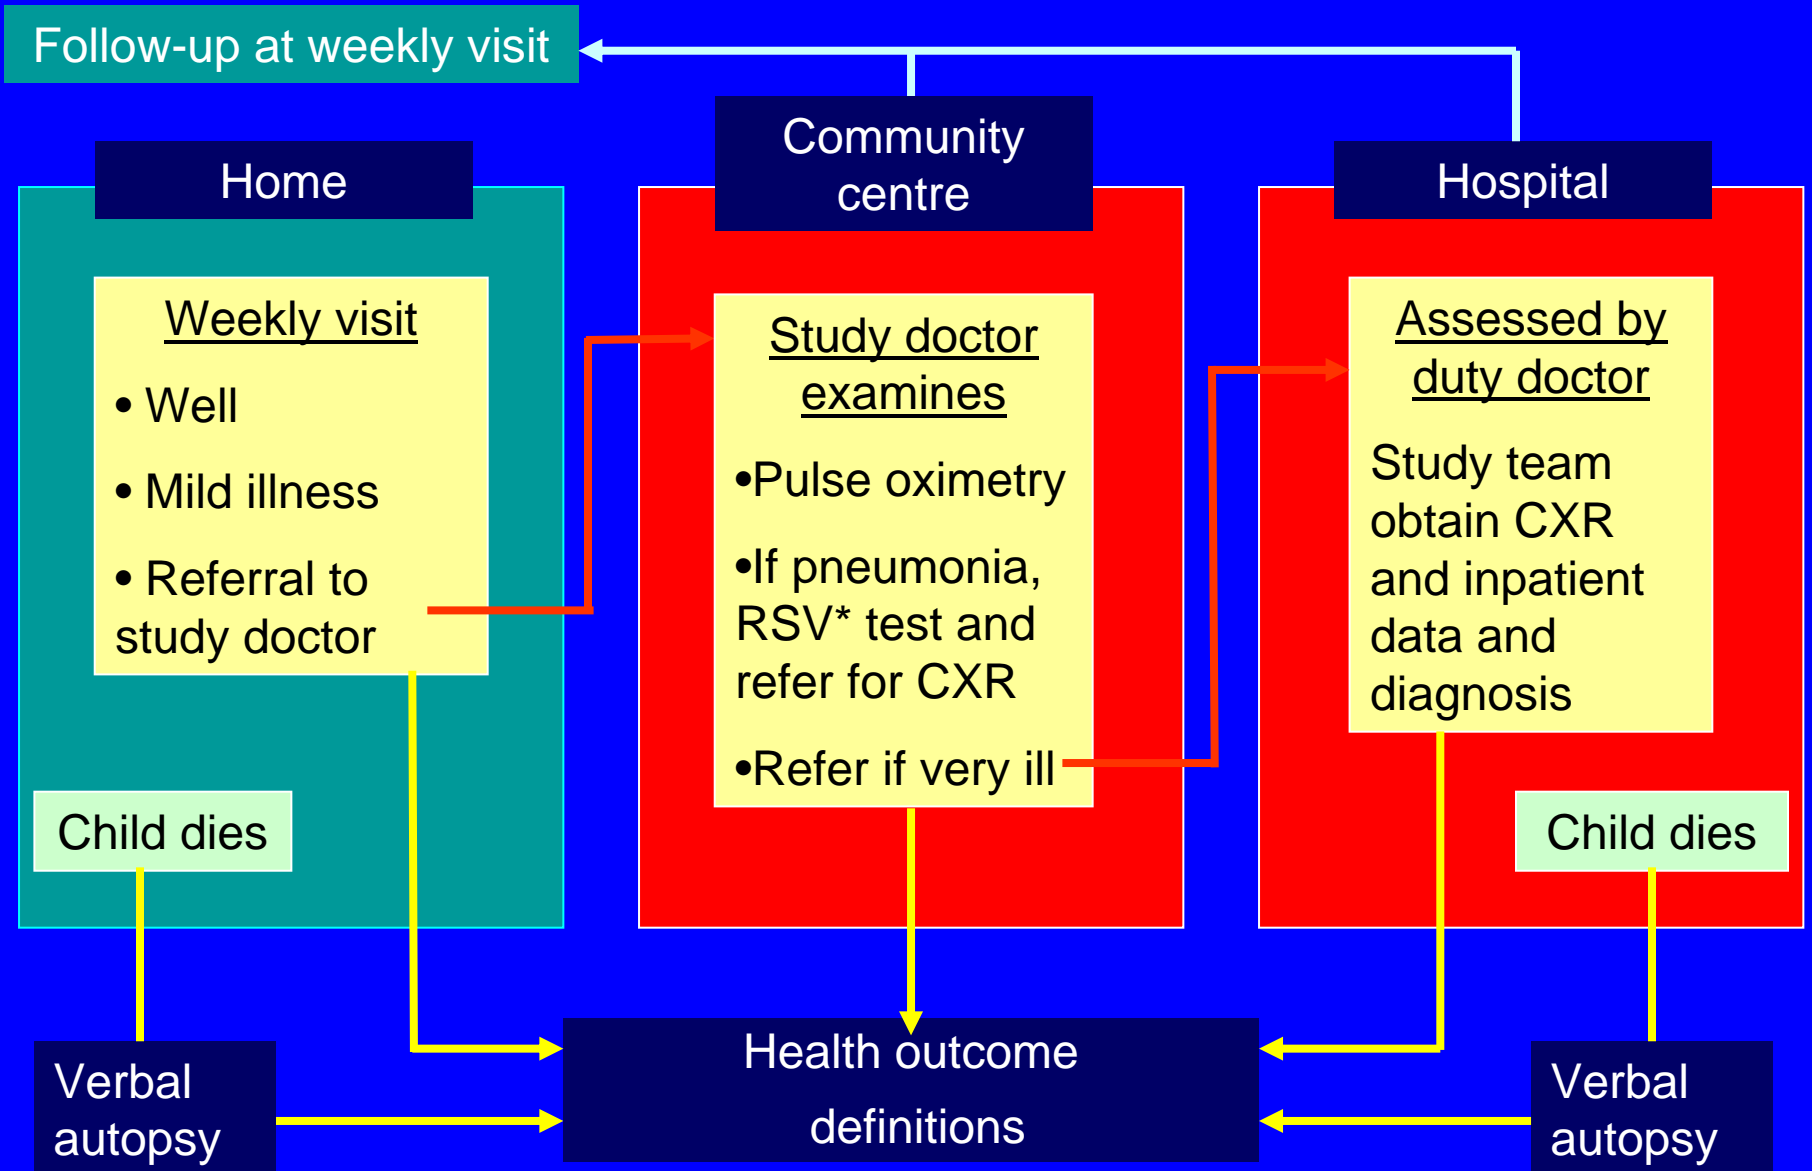 Follow-up at weekly visit
Home
Weekly visit
• Well
• Mild illness
• Referral to
study doctor
Child dies
Verbal
autopsy
Community
centre
Study doctor
examines
•Pulse oximetry
•If pneumonia,
RSV* test and
refer for CXR
•Refer if very ill
Health outcome
definitions
Hospital
Assessed by
duty doctor
Study team
obtain CXR
and inpatient
data and
diagnosis
Child dies
Verbal
autopsy